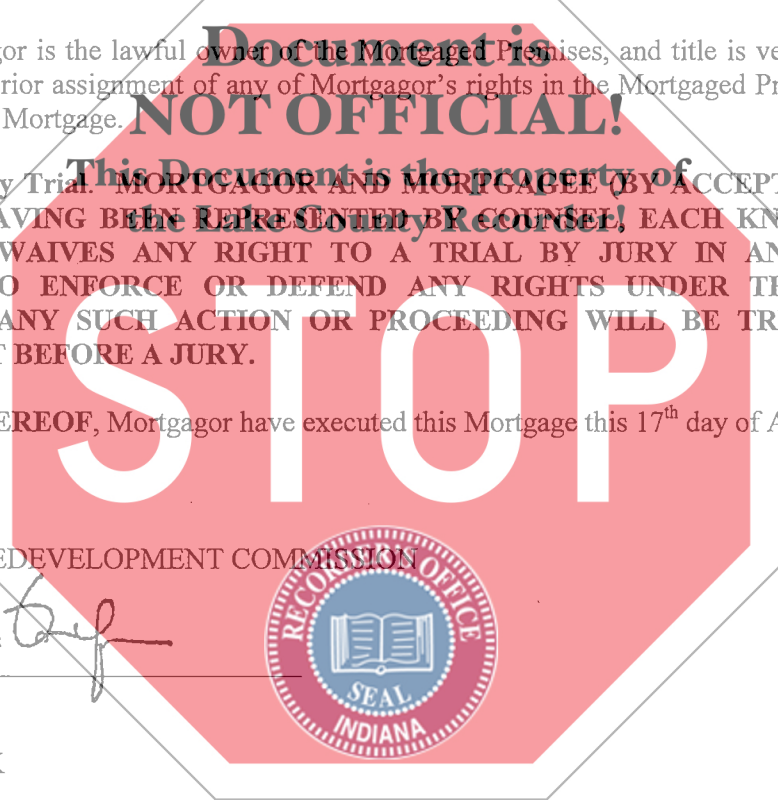 Document is
NOT OFFICIAL!
This Document is the property of
the Lake County Recorder!
STOP
gor is the lawful owner of the Mortgaged Premises, and title is ve
rior assignment of any of Mortgagor's rights in the Mortgaged Pr
Mortgage.
y Trial. MORTGAGOR AND MORTGAGEE (BY ACCEPT
AVING BEEN REPRESENTED BY COUNSEL, EACH KN
WAIVES ANY RIGHT TO A TRIAL BY JURY IN AN
O ENFORCE OR DEFEND ANY RIGHTS UNDER TH
ANY SUCH ACTION OR PROCEEDING WILL BE TR
T BEFORE A JURY.
EREOF, Mortgagor have executed this Mortgage this 17th day of A
EDEVELOPMENT COMMISSION
RECORDER'S OFFICE
SEAL
INDIANA